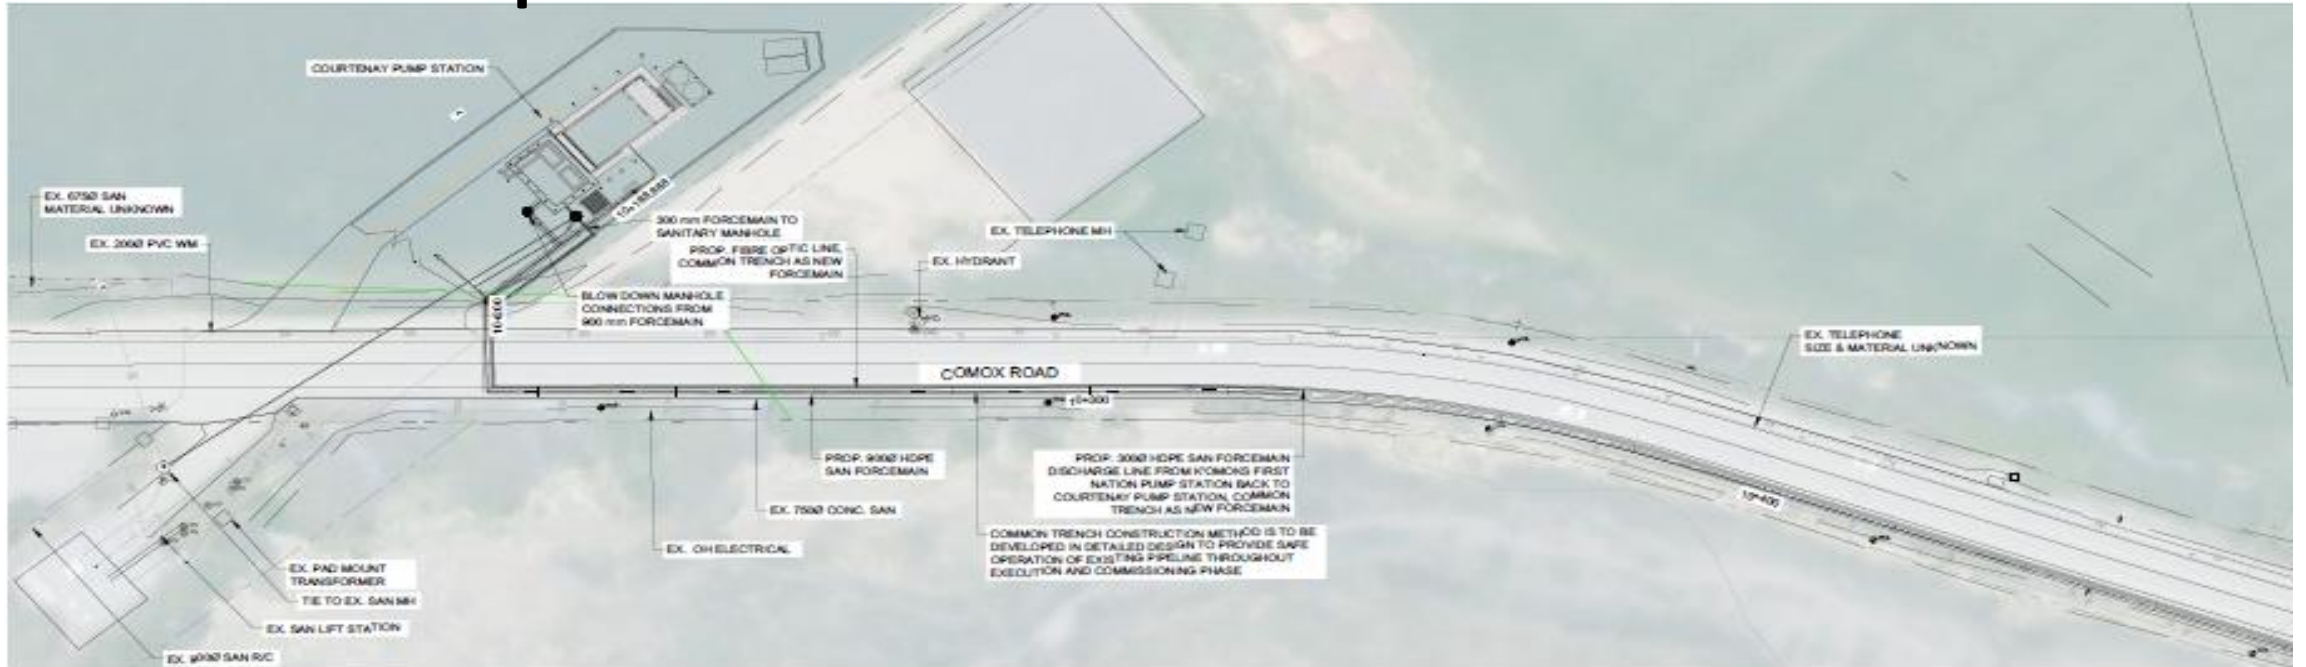 COURTENAY PUMP STATION
EX. 675Ø SAN
MATERIAL UNKNOWN
EX. 200Ø PVC WM
300 mm FORCEMAIN TO
SANITARY MANHOLE
PROP. FIBRE OPTIC LINE,
COMMON TRENCH AS NEW
FORCEMAIN
EX. TELEPHONE MH
EX. HYDRANT
BLOW DOWN MANHOLE
CONNECTIONS FROM
900 mm FORCEMAIN
EX. TELEPHONE
SIZE & MATERIAL UNKNOWN
COMOX ROAD
10+300
PROP. 900Ø HDPE
SAN FORCEMAIN
PROP. 300Ø HDPE SAN FORCEMAIN
DISCHARGE LINE FROM K'OMOKS FIRST
NATION PUMP STATION BACK TO
COURTENAY PUMP STATION, COMMON
TRENCH AS NEW FORCEMAIN
10+400
EX. 750Ø CONC. SAN
COMMON TRENCH CONSTRUCTION METHOD IS TO BE
DEVELOPED IN DETAILED DESIGN TO PROVIDE SAFE
OPERATION OF EXISTING PIPELINE THROUGHOUT
EXECUTION AND COMMISSIONING PHASE
EX. OH ELECTRICAL
EX. PAD MOUNT
TRANSFORMER
TIE TO EX. SAN MH
EX. SAN LIFT STATION
SAN R/C